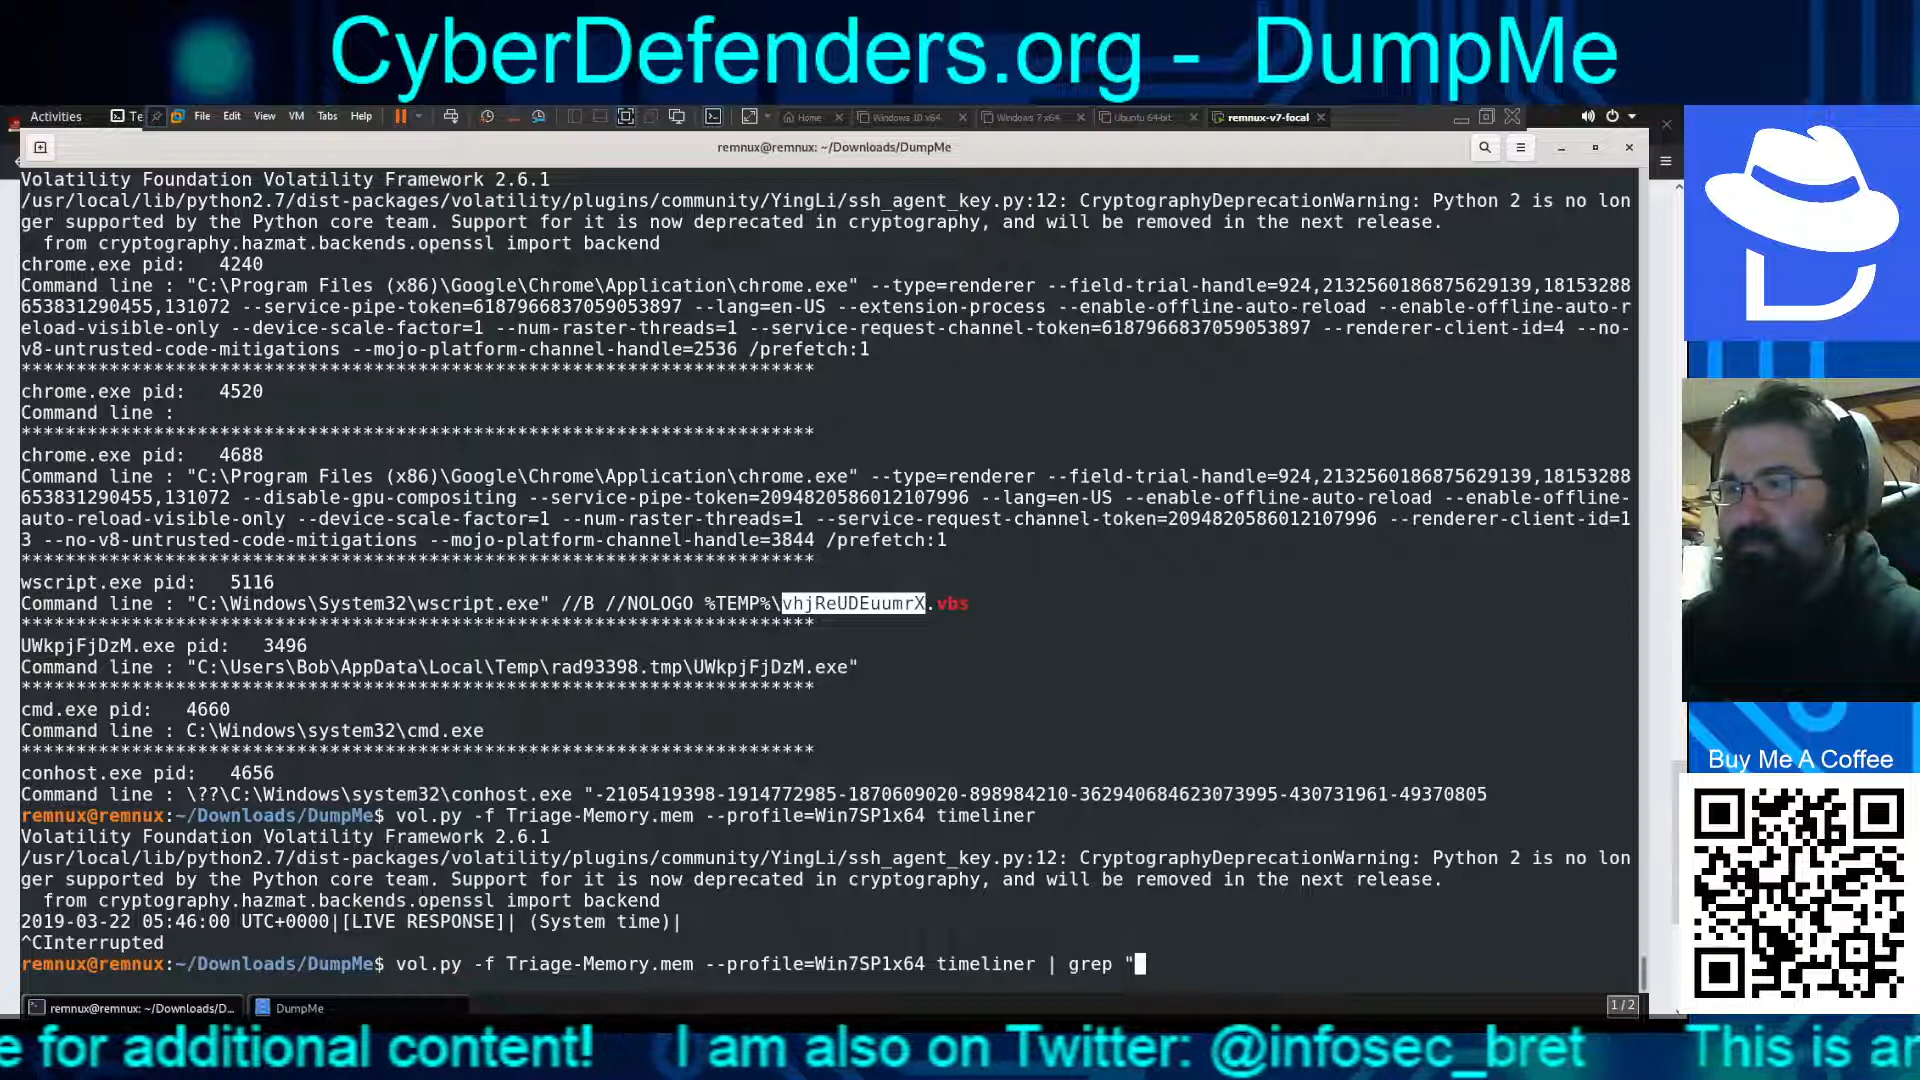 CyberDefenders.org - DumpMe
Activities Te File Edit View VM Tabs Help Home Windows 10 x64 Windows 7 x64 Ubuntu 64-bit remnux-v7-focal
remnux@remnux: ~/Downloads/DumpMe
Volatility Foundation Volatility Framework 2.6.1
/usr/local/lib/python2.7/dist-packages/volatility/plugins/community/YingLi/ssh_agent_key.py:12: CryptographyDeprecationWarning: Python 2 is no lon
ger supported by the Python core team. Support for it is now deprecated in cryptography, and will be removed in the next release.
from cryptography.hazmat.backends.openssl import backend
chrome.exe pid: 4240
Command line : "C:\Program Files (x86)\Google\Chrome\Application\chrome.exe" --type=renderer --field-trial-handle=924,2132560186875629139,18153288
653831290455,131072 --service-pipe-token=6187966837059053897 --lang=en-US --extension-process --enable-offline-auto-reload --enable-offline-auto-r
eload-visible-only --device-scale-factor=1 --num-raster-threads=1 --service-request-channel-token=6187966837059053897 --renderer-client-id=4 --no-
v8-untrusted-code-mitigations --mojo-platform-channel-handle=2536 /prefetch:1
************************************************************************
chrome.exe pid: 4520
Command line :
************************************************************************
chrome.exe pid: 4688
Command line : "C:\Program Files (x86)\Google\Chrome\Application\chrome.exe" --type=renderer --field-trial-handle=924,2132560186875629139,18153288
653831290455,131072 --disable-gpu-compositing --service-pipe-token=2094820586012107996 --lang=en-US --enable-offline-auto-reload --enable-offline-
auto-reload-visible-only --device-scale-factor=1 --num-raster-threads=1 --service-request-channel-token=2094820586012107996 --renderer-client-id=1
3 --no-v8-untrusted-code-mitigations --mojo-platform-channel-handle=3844 /prefetch:1
************************************************************************
wscript.exe pid: 5116
Command line : "C:\Windows\System32\wscript.exe" //B //NOLOGO %TEMP%\vhjReUDEuumrX.vbs
************************************************************************
UWkpjFjDzM.exe pid: 3496
Command line : "C:\Users\Bob\AppData\Local\Temp\rad93398.tmp\UWkpjFjDzM.exe"
************************************************************************
cmd.exe pid: 4660
Command line : C:\Windows\system32\cmd.exe
************************************************************************
conhost.exe pid: 4656
Command line : \??\C:\Windows\system32\conhost.exe "-2105419398-1914772985-1870609020-898984210-362940684623073995-430731961-49370805
remnux@remnux:~/Downloads/DumpMe$ vol.py -f Triage-Memory.mem --profile=Win7SP1x64 timeliner
Volatility Foundation Volatility Framework 2.6.1
/usr/local/lib/python2.7/dist-packages/volatility/plugins/community/YingLi/ssh_agent_key.py:12: CryptographyDeprecationWarning: Python 2 is no lon
ger supported by the Python core team. Support for it is now deprecated in cryptography, and will be removed in the next release.
from cryptography.hazmat.backends.openssl import backend
2019-03-22 05:46:00 UTC+0000|[LIVE RESPONSE]| (System time)|
^CInterrupted
remnux@remnux:~/Downloads/DumpMe$ vol.py -f Triage-Memory.mem --profile=Win7SP1x64 timeliner | grep "
Buy Me A Coffee
remnux@remnux: ~/Downloads/D... DumpMe 1 / 2
e for additional content! I am also on Twitter: @infosec_bret This is an